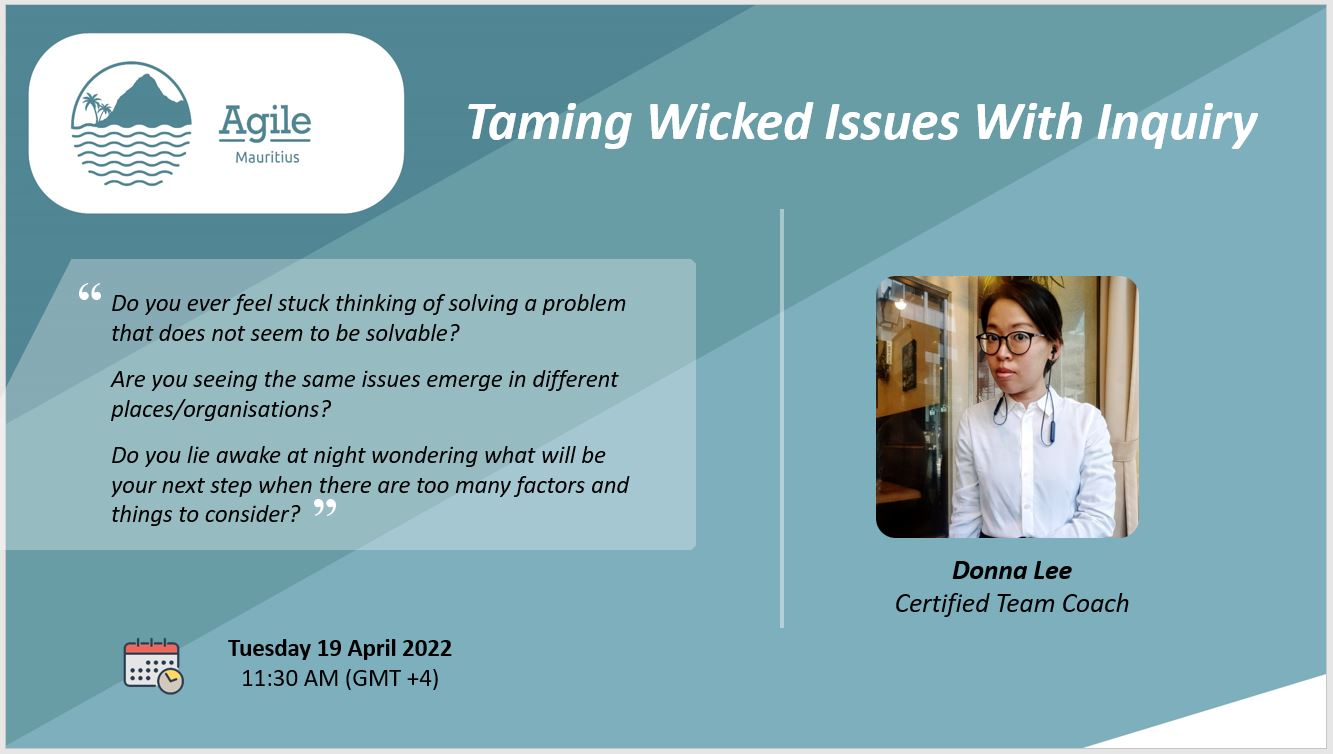 Agile
Mauritius
Taming Wicked Issues With Inquiry
“ Do you ever feel stuck thinking of solving a problem
that does not seem to be solvable?
Are you seeing the same issues emerge in different
places/organisations?
Do you lie awake at night wondering what will be
your next step when there are too many factors and
things to consider? ”
Donna Lee
Certified Team Coach
Tuesday 19 April 2022
11:30 AM (GMT +4)